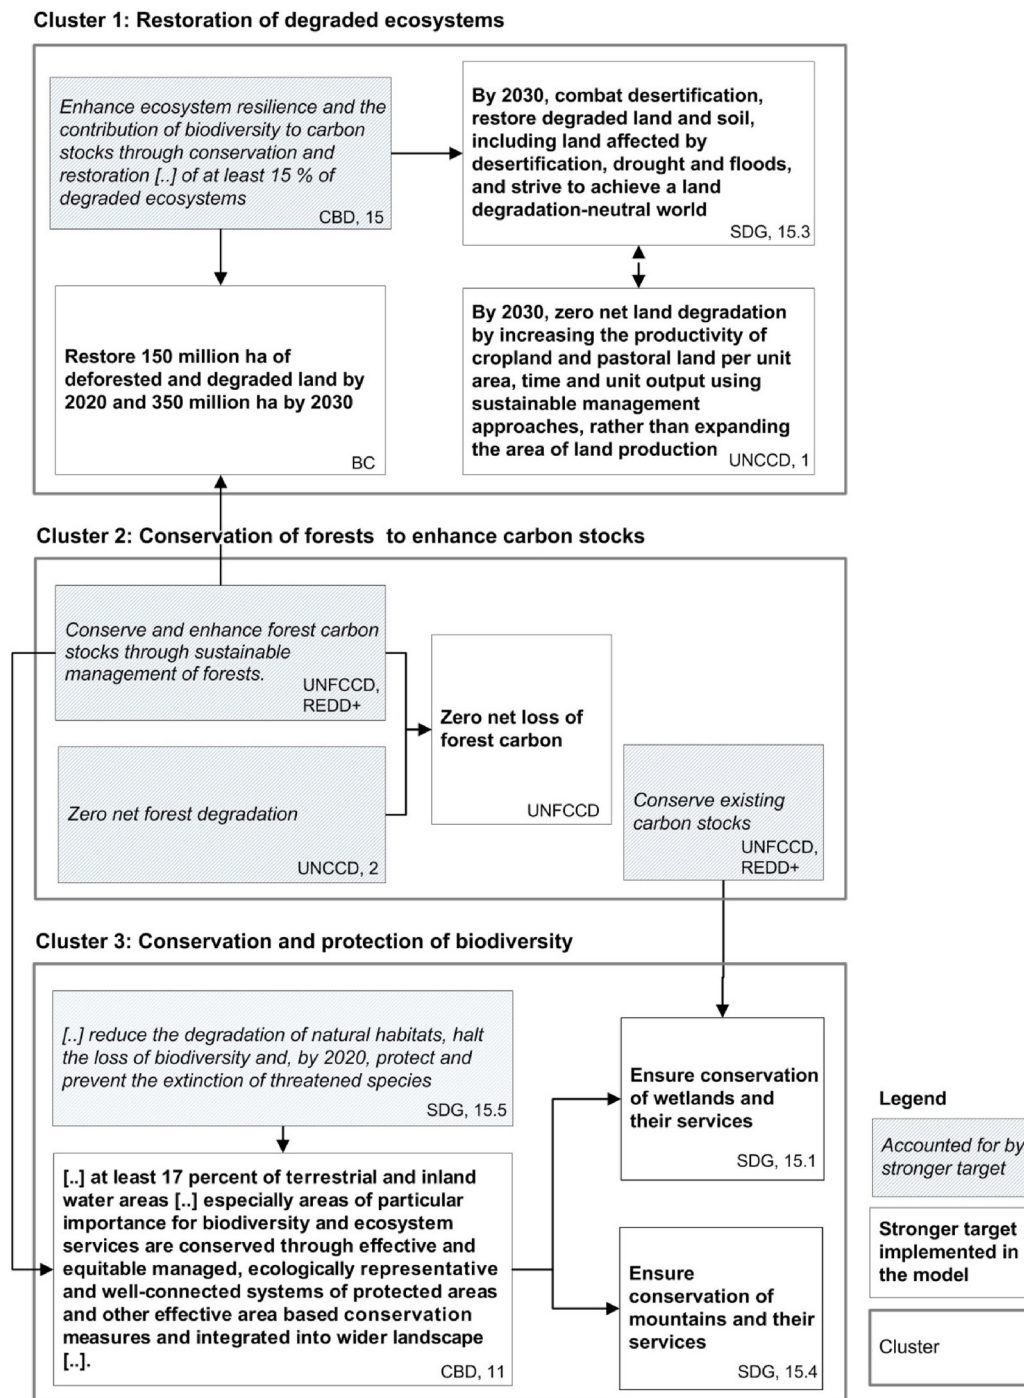 Cluster 1: Restoration of degraded ecosystems
Enhance ecosystem resilience and the
contribution of biodiversity to carbon
stocks through conservation and
restoration [..] of at least 15 % of
degraded ecosystems
CBD, 15
By 2030, combat desertification,
restore degraded land and soil,
including land affected by
desertification, drought and floods,
and strive to achieve a land
degradation-neutral world
SDG, 15.3
Restore 150 million ha of
deforested and degraded land by
2020 and 350 million ha by 2030
BC
By 2030, zero net land degradation
by increasing the productivity of
cropland and pastoral land per unit
area, time and unit output using
sustainable management
approaches, rather than expanding
the area of land production
UNCCD, 1
Cluster 2: Conservation of forests to enhance carbon stocks
Conserve and enhance forest carbon
stocks through sustainable
management of forests.
UNFCCD,
REDD+
Zero net forest degradation
UNCCD, 2
Zero net loss of
forest carbon
UNFCCD
Conserve existing
carbon stocks
UNFCCD,
REDD+
Cluster 3: Conservation and protection of biodiversity
[..] reduce the degradation of natural habitats, halt
the loss of biodiversity and, by 2020, protect and
prevent the extinction of threatened species
SDG, 15.5
[..] at least 17 percent of terrestrial and inland
water areas [..] especially areas of particular
importance for biodiversity and ecosystem
services are conserved through effective and
equitable managed, ecologically representative
and well-connected systems of protected areas
and other effective area based conservation
measures and integrated into wider landscape
[..].
CBD, 11
Ensure conservation
of wetlands and
their services
SDG, 15.1
Ensure
conservation of
mountains and their
services
SDG, 15.4
Legend
Accounted for by
stronger target
Stronger target
implemented in
the model
Cluster